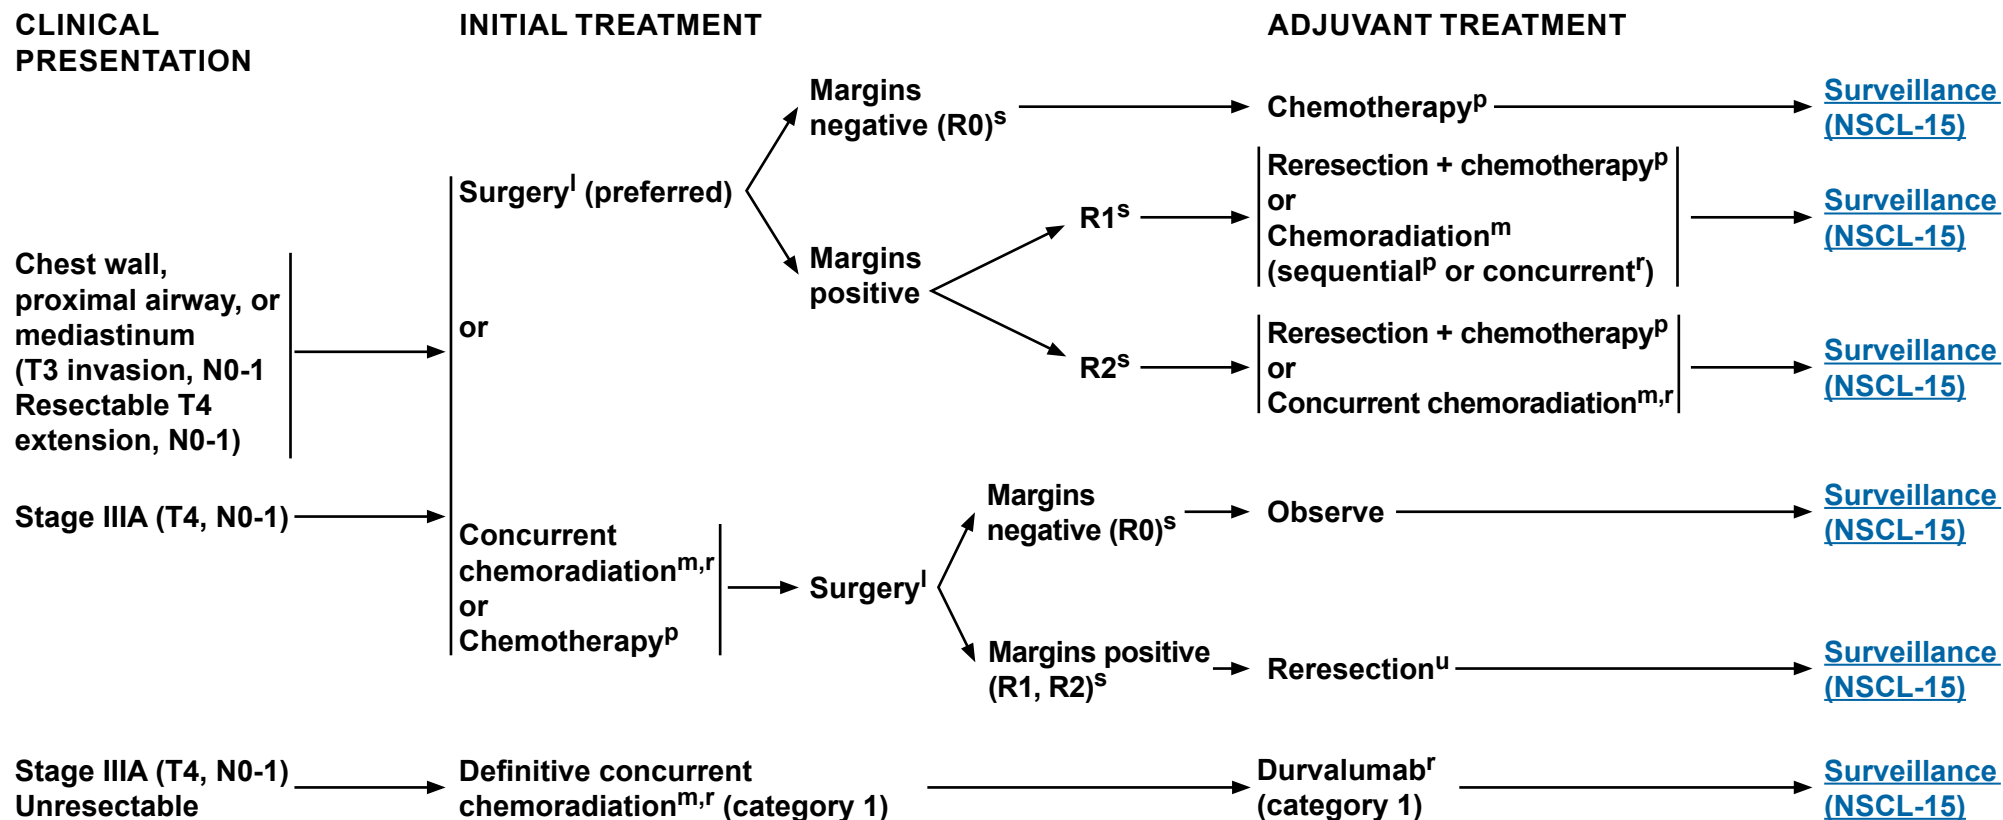 CLINICAL
PRESENTATION
INITIAL TREATMENT
ADJUVANT TREATMENT
Chest wall,
proximal airway, or
mediastinum
(T3 invasion, N0-1
Resectable T4
extension, N0-1)
Stage IIIA (T4, N0-1)
Surgeryˡ (preferred)
or
Concurrent
chemoradiationᵐ,ʳ
or
Chemotherapyᵖ
Margins
negative (R0)ˢ
Chemotherapyᵖ
Surveillance
(NSCL-15)
Margins
positive
R1ˢ
Reresection + chemotherapyᵖ
or
Chemoradiationᵐ
(sequentialᵖ or concurrentʳ)
Surveillance
(NSCL-15)
R2ˢ
Reresection + chemotherapyᵖ
or
Concurrent chemoradiationᵐ,ʳ
Surveillance
(NSCL-15)
Surgeryˡ
Margins
negative (R0)ˢ
Observe
Surveillance
(NSCL-15)
Margins positive
(R1, R2)ˢ
Reresectionᵘ
Surveillance
(NSCL-15)
Stage IIIA (T4, N0-1)
Unresectable
Definitive concurrent
chemoradiationᵐ,ʳ (category 1)
Durvalumabʳ
(category 1)
Surveillance
(NSCL-15)